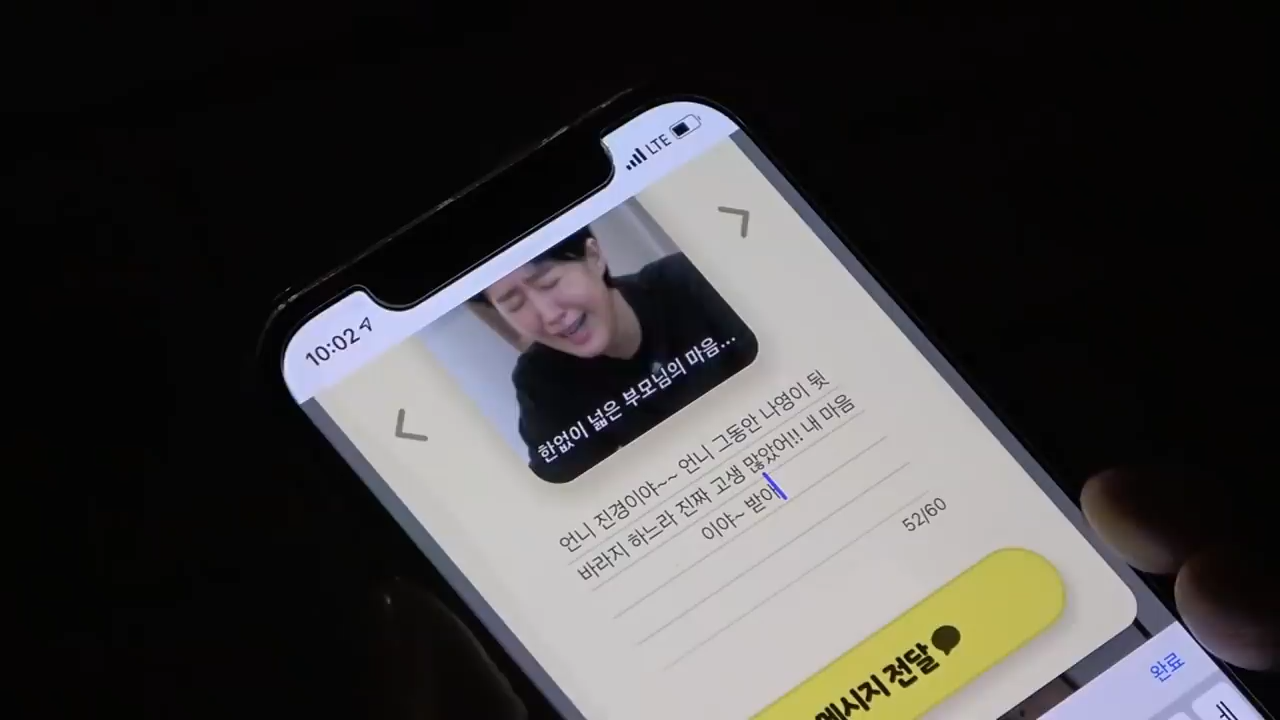 10:02
LTE
한없이 넓은 부모님의 마음...
언니 진경이야~~ 언니 그동안 나영이 뒷
바라지 하느라 진짜 고생 많았어!! 내 마음
이야~ 받아
52/60
메시지 전달
완료
ㅔ